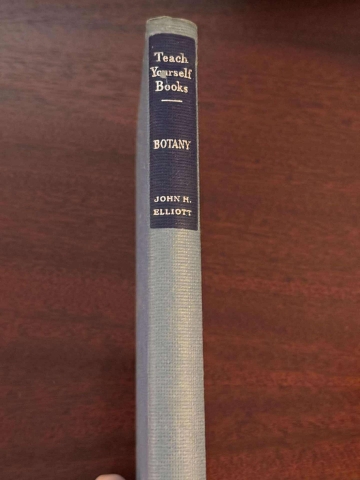 Teach
Yourself
Books
BOTANY
JOHN H.
ELLIOTT